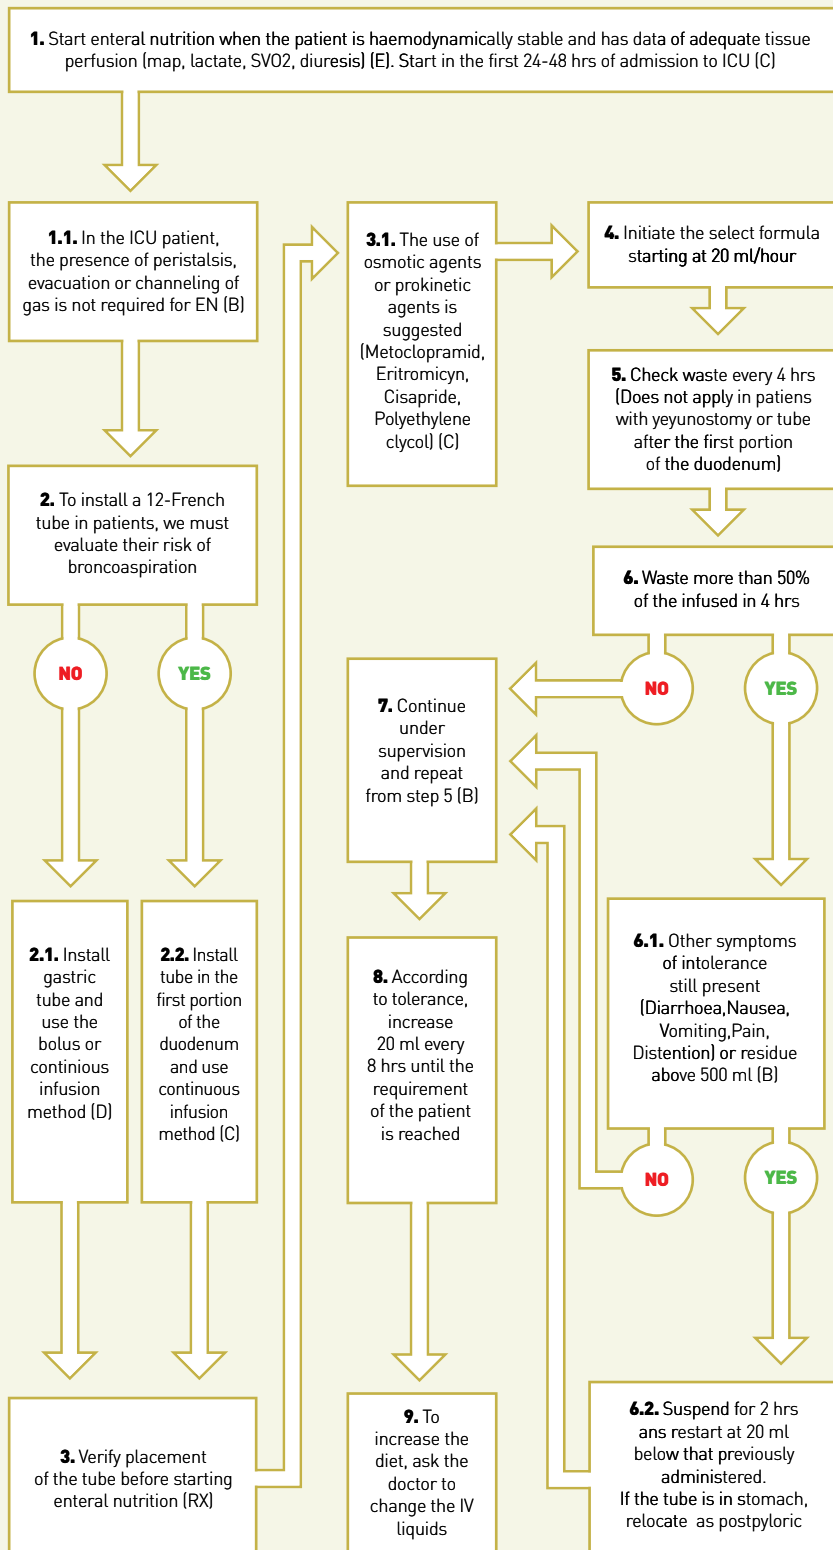 1. Start enteral nutrition when the patient is haemodynamically stable and has data of adequate tissue
perfusion (map, lactate, SVO2, diuresis) (E). Start in the first 24-48 hrs of admission to ICU (C)
1.1. In the ICU patient,
the presence of peristalsis,
evacuation or channeling of
gas is not required for EN (B)
2. To install a 12-French
tube in patients, we must
evaluate their risk of
broncoaspiration
NO
YES
2.1. Install
gastric
tube and
use the
bolus or
continious
infusion
method (D)
2.2. Install
tube in the
first portion
of the
duodenum
and use
continuous
infusion
method (C)
3. Verify placement
of the tube before starting
enteral nutrition (RX)
3.1. The use of
osmotic agents
or prokinetic
agents is
suggested
(Metoclopramid,
Eritromicyn,
Cisapride,
Polyethylene
clycol) (C)
4. Initiate the select formula
starting at 20 ml/hour
5. Check waste every 4 hrs
(Does not apply in patiens
with yeyunostomy or tube
after the first portion
of the duodenum)
6. Waste more than 50%
of the infused in 4 hrs
NO
YES
6.1. Other symptoms
of intolerance
still present
(Diarrhoea,Nausea,
Vomiting,Pain,
Distention) or residue
above 500 ml (B)
NO
YES
6.2. Suspend for 2 hrs
ans restart at 20 ml
below that previously
administered.
If the tube is in stomach,
relocate as postpyloric
7. Continue
under
supervision
and repeat
from step 5 (B)
8. According
to tolerance,
increase
20 ml every
8 hrs until the
requirement
of the patient
is reached
9. To
increase the
diet, ask the
doctor to
change the IV
liquids